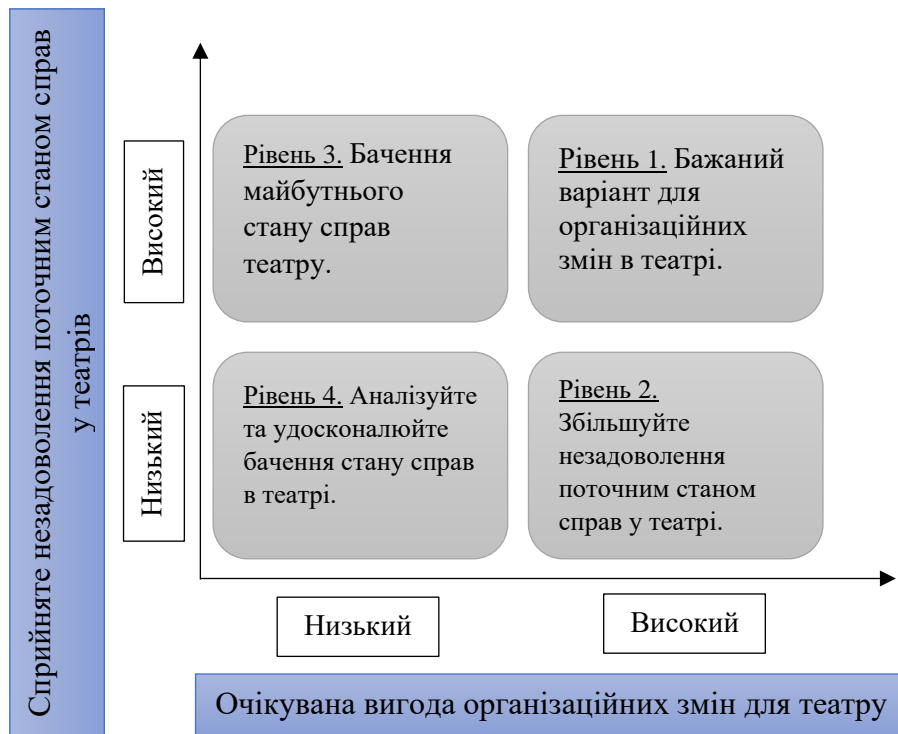 Сприйняте незадоволення поточним станом справ
у театрів
Високий
Низький
Рівень 3. Бачення
майбутнього
стану справ
театру.
Рівень 1. Бажаний
варіант для
організаційних
змін в театрі.
Рівень 4. Аналізуйте
та удосконалюйте
бачення стану справ
в театрі.
Рівень 2.
Збільшуйте
незадоволення
поточним станом
справ у театрі.
Низький
Високий
Очікувана вигода організаційних змін для театру